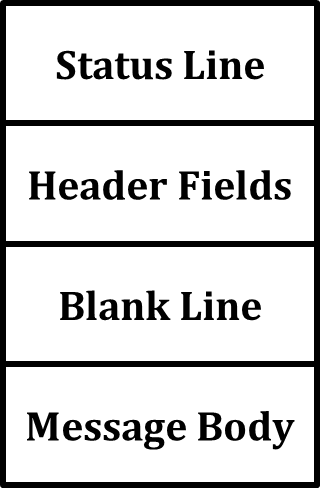 Status Line
Header Fields
Blank Line
Message Body